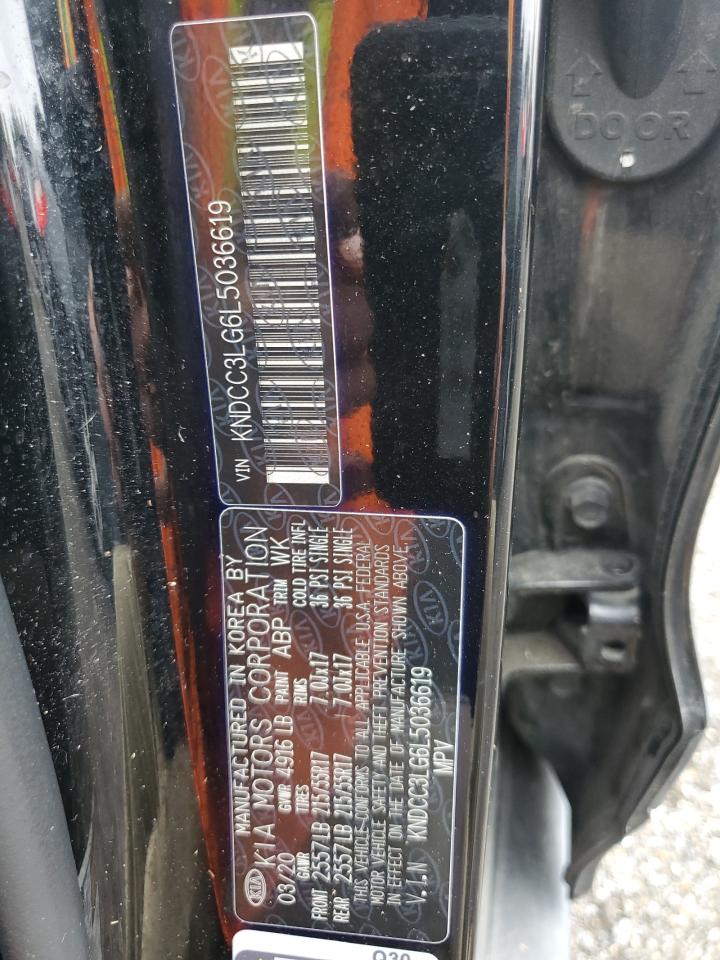 VIN KNDCC3LG6L5036619
MANUFACTURED IN KOREA BY
KIA KIA MOTORS CORPORATION
03/20 GVWR 4916 LB PAINT ABP TRIM WK
GAWR TIRES RIMS COLD TIRE INFL
FRONT 2557 LB 215/55R17 7.0Jx17 36 PSI SINGLE
REAR 2557 LB 215/55R17 7.0Jx17 36 PSI SINGLE
THIS VEHICLE CONFORMS TO ALL APPLICABLE U.S.A. FEDERAL
MOTOR VEHICLE SAFETY AND THEFT PREVENTION STANDARDS
IN EFFECT ON THE DATE OF MANUFACTURE SHOWN ABOVE.
V.I.N KNDCC3LG6L5036619
MPV
DOOR
Q30